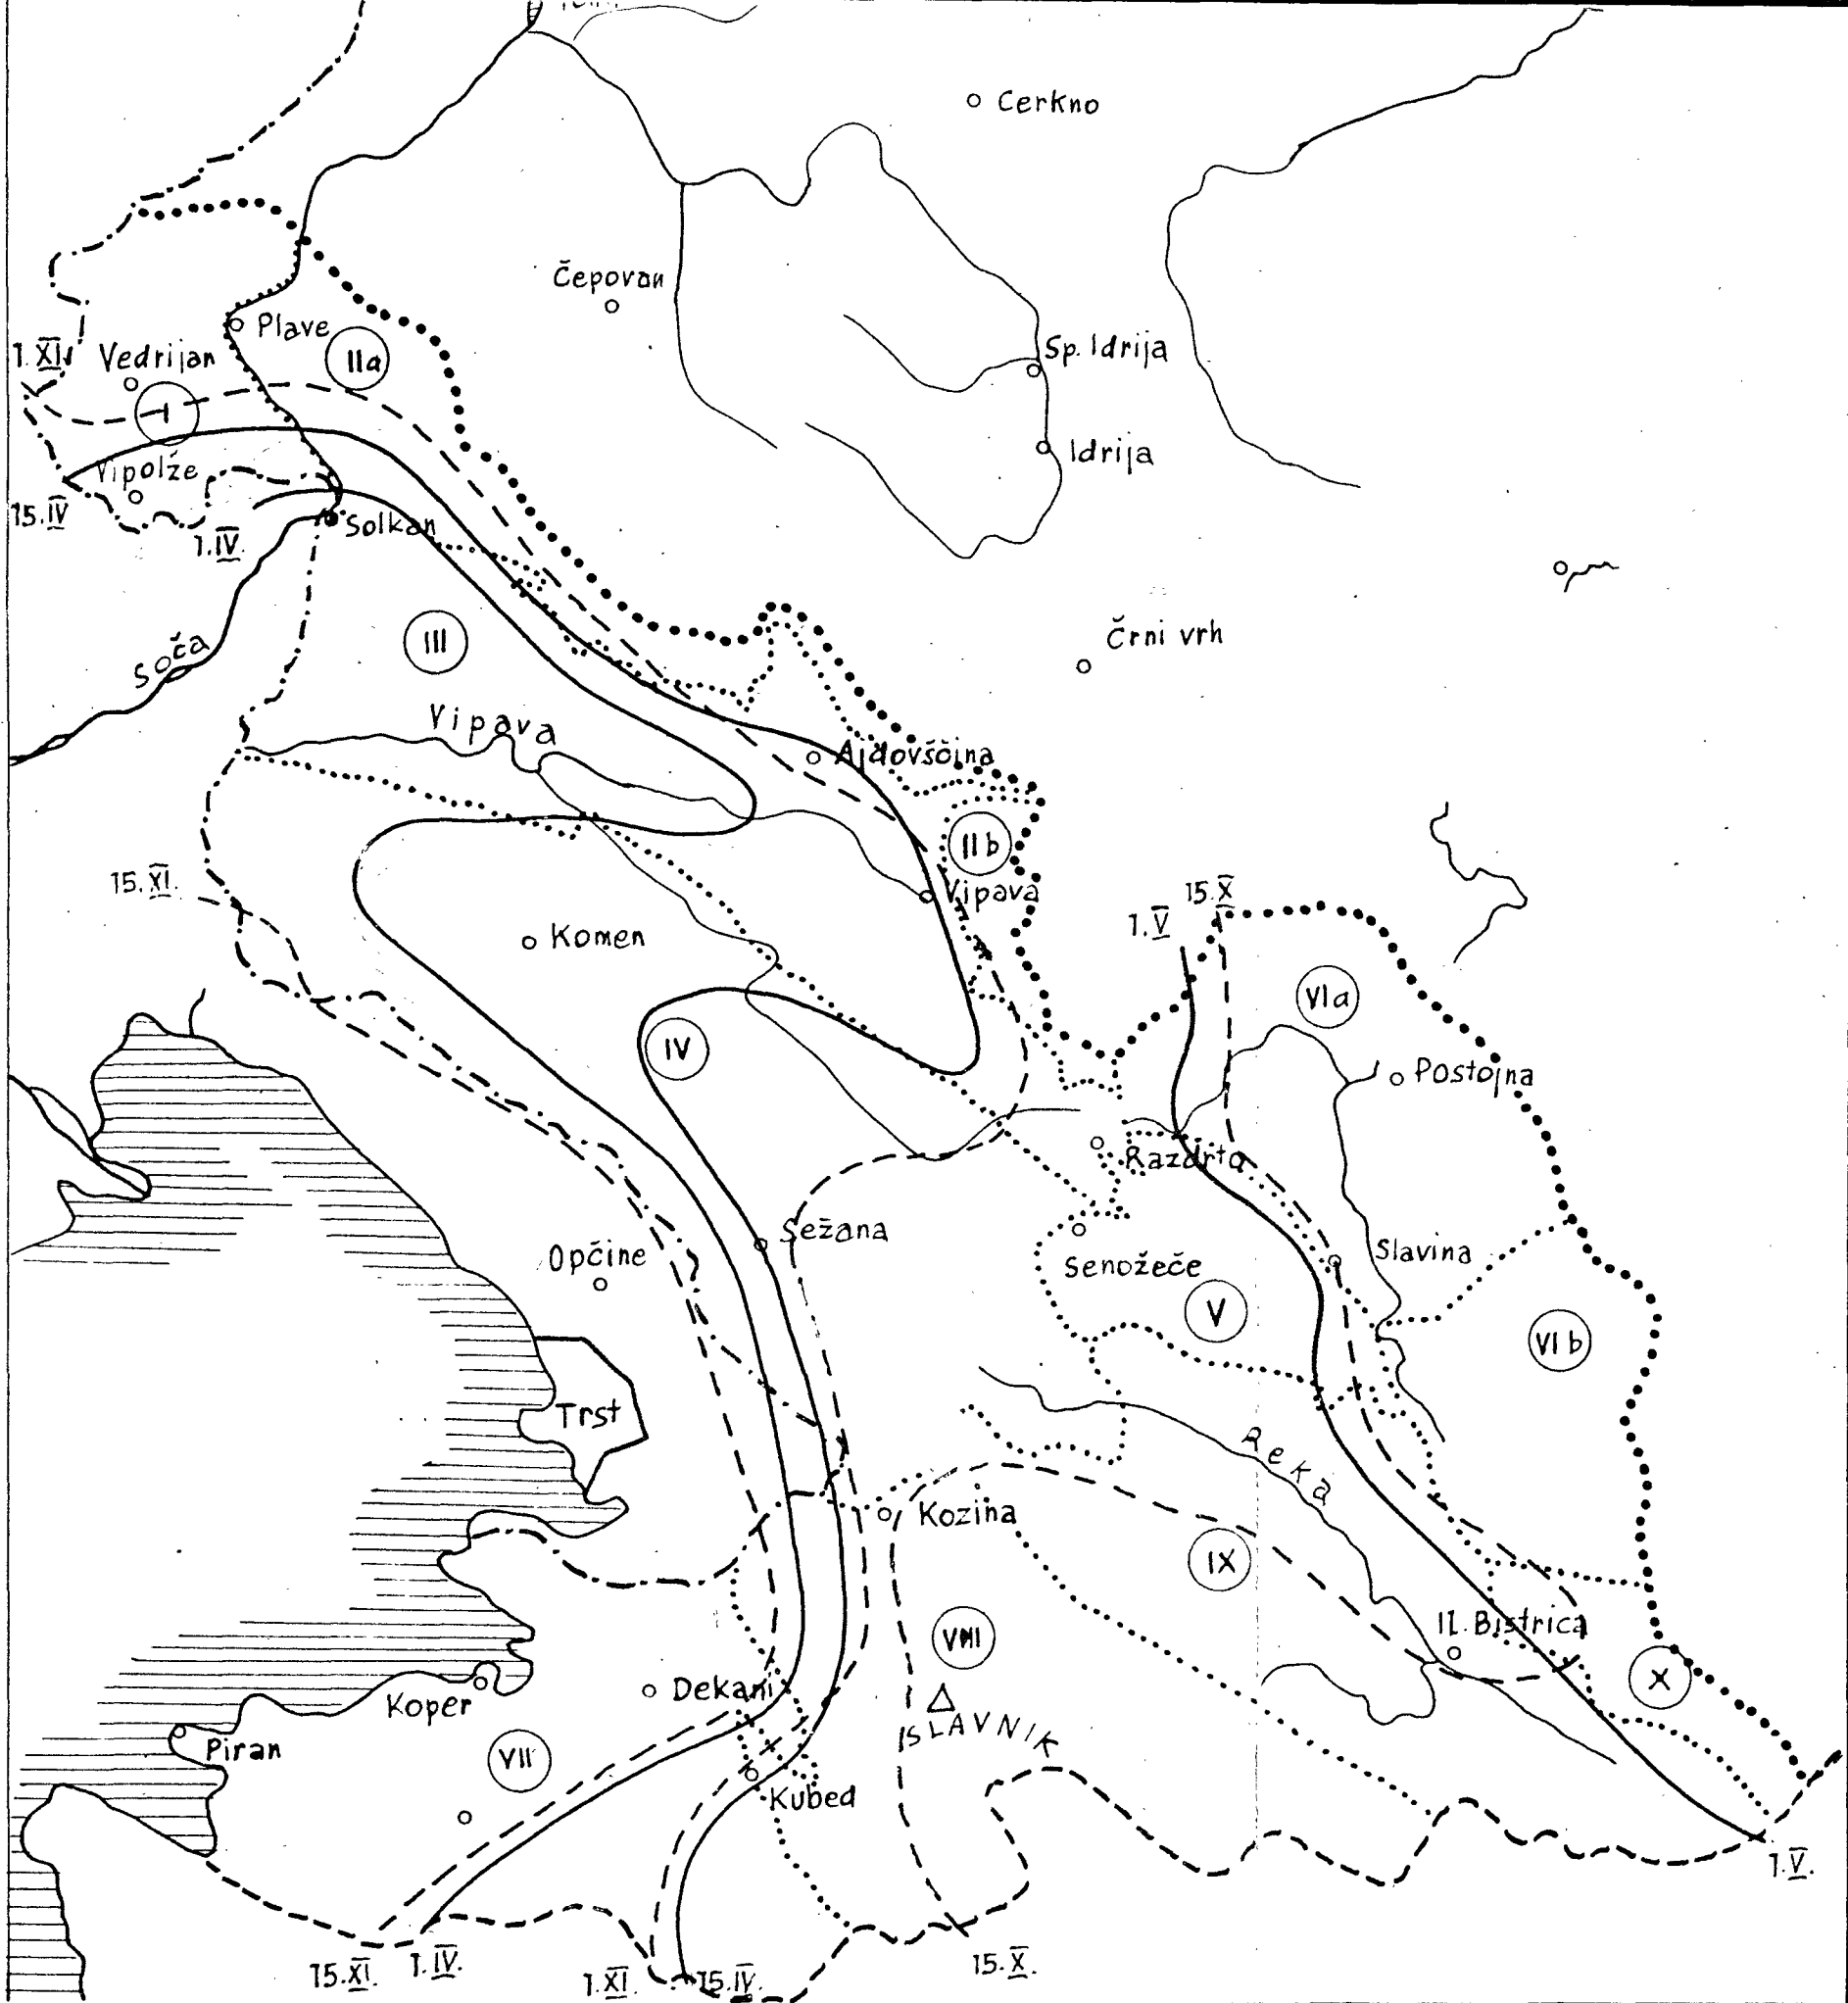 Cerkno
Čepovan
Plave
IIa
Sp. Idrija
1. XI.
Vedrijan
I
Idrija
Vipolže
15. IV
Solkan
1. IV.
Črni vrh
III
Soča
Vipava
Ajdovščina
IIb
15. XI.
Vipava
15. X
1. V
Komen
VIa
IV
Postojna
Razdrto
Sežana
Slavina
Opčine
Senožeče
V
VI b
Trst
Reka
Kozina
IX
Il. Bistrica
VIII
X
Dekani
Koper
SLAVNIK
Piran
VII
Kubed
1. V.
15. XI.
1. IV.
1. XI.
15. IV.
15. X.